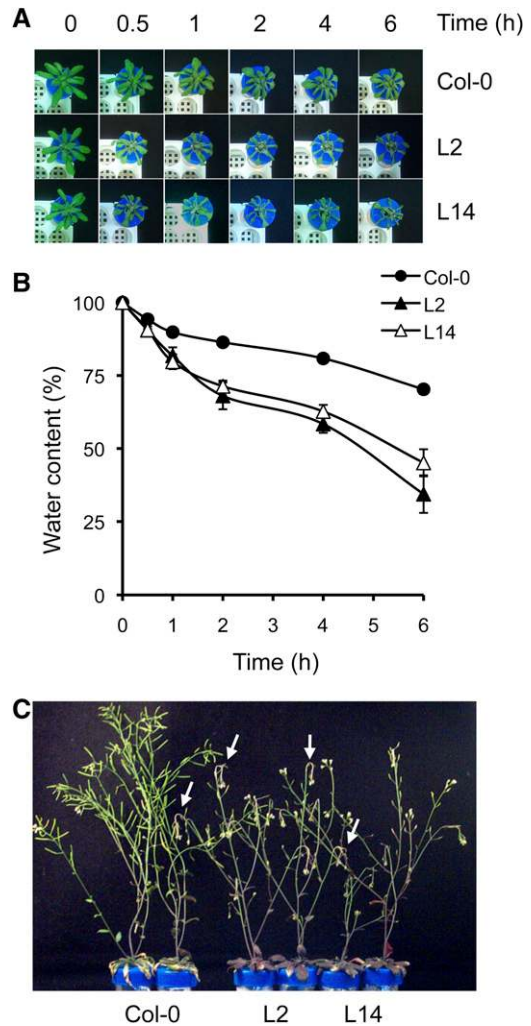 A
0 0.5 1 2 4 6 Time (h)
Col-0
L2
L14
B
Col-0
L2
L14
100
75
50
25
0
Water content (%)
0 1 2 3 4 5 6
Time (h)
C
Col-0 L2 L14